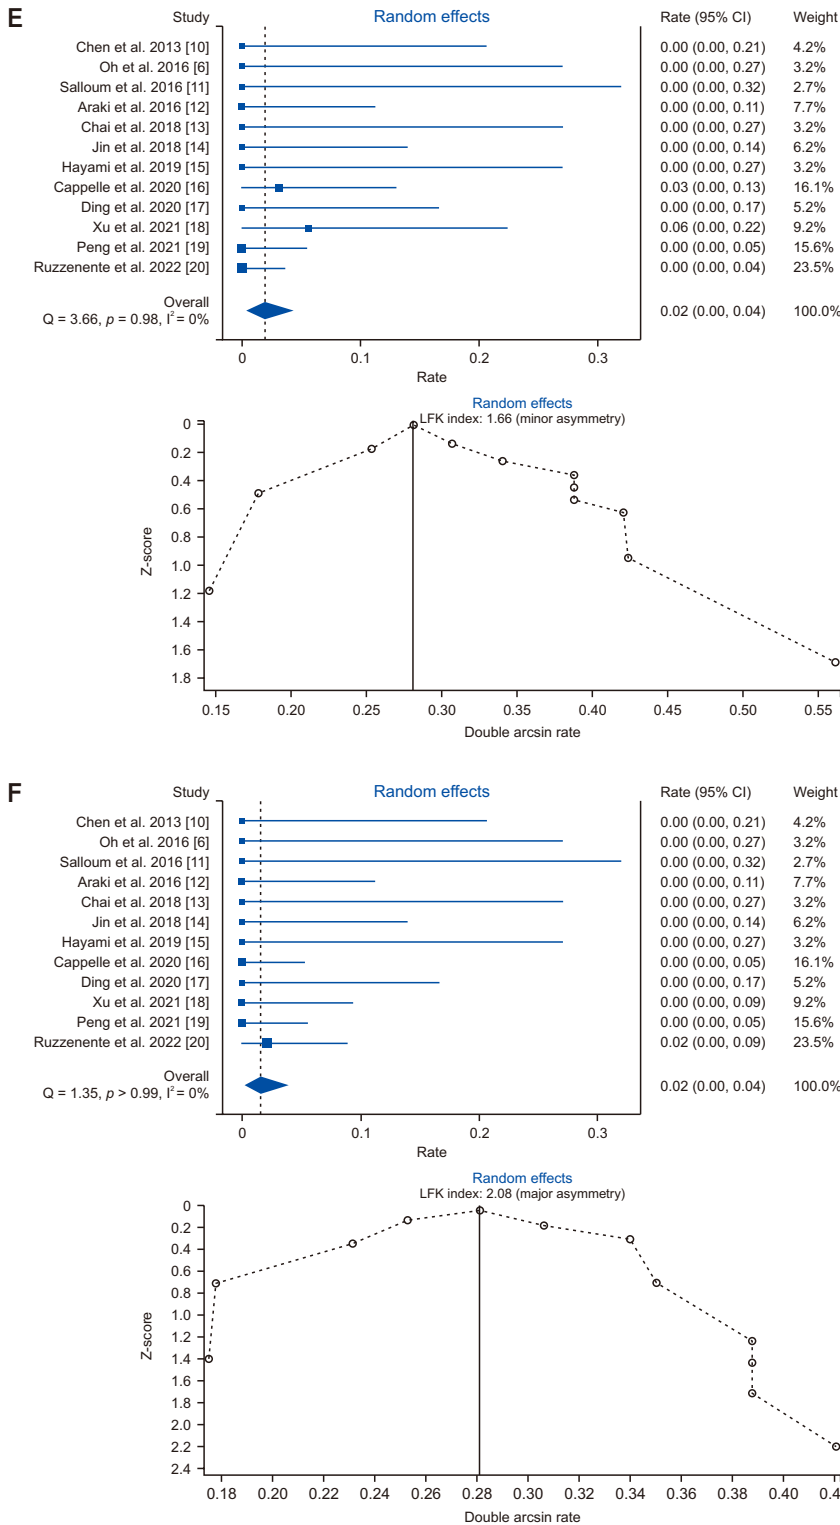 E
Study Random effects Rate (95% CI) Weight
Chen et al. 2013 [10] 0.00 (0.00, 0.21) 4.2%
Oh et al. 2016 [6] 0.00 (0.00, 0.27) 3.2%
Salloum et al. 2016 [11] 0.00 (0.00, 0.32) 2.7%
Araki et al. 2016 [12] 0.00 (0.00, 0.11) 7.7%
Chai et al. 2018 [13] 0.00 (0.00, 0.27) 3.2%
Jin et al. 2018 [14] 0.00 (0.00, 0.14) 6.2%
Hayami et al. 2019 [15] 0.00 (0.00, 0.27) 3.2%
Cappelle et al. 2020 [16] 0.03 (0.00, 0.13) 16.1%
Ding et al. 2020 [17] 0.00 (0.00, 0.17) 5.2%
Xu et al. 2021 [18] 0.06 (0.00, 0.22) 9.2%
Peng et al. 2021 [19] 0.00 (0.00, 0.05) 15.6%
Ruzzenente et al. 2022 [20] 0.00 (0.00, 0.04) 23.5%
Overall 0.02 (0.00, 0.04) 100.0%
Q = 3.66, p = 0.98, I² = 0%
0 0.1 0.2 0.3
Rate
Random effects
LFK index: 1.66 (minor asymmetry)
0
0.2
0.4
0.6
0.8
1.0
1.2
1.4
1.6
1.8
Z-score
0.15 0.20 0.25 0.30 0.35 0.40 0.45 0.50 0.55
Double arcsin rate
F
Study Random effects Rate (95% CI) Weight
Chen et al. 2013 [10] 0.00 (0.00, 0.21) 4.2%
Oh et al. 2016 [6] 0.00 (0.00, 0.27) 3.2%
Salloum et al. 2016 [11] 0.00 (0.00, 0.32) 2.7%
Araki et al. 2016 [12] 0.00 (0.00, 0.11) 7.7%
Chai et al. 2018 [13] 0.00 (0.00, 0.27) 3.2%
Jin et al. 2018 [14] 0.00 (0.00, 0.14) 6.2%
Hayami et al. 2019 [15] 0.00 (0.00, 0.27) 3.2%
Cappelle et al. 2020 [16] 0.00 (0.00, 0.05) 16.1%
Ding et al. 2020 [17] 0.00 (0.00, 0.17) 5.2%
Xu et al. 2021 [18] 0.00 (0.00, 0.09) 9.2%
Peng et al. 2021 [19] 0.00 (0.00, 0.05) 15.6%
Ruzzenente et al. 2022 [20] 0.02 (0.00, 0.09) 23.5%
Overall 0.02 (0.00, 0.04) 100.0%
Q = 1.35, p > 0.99, I² = 0%
0 0.1 0.2 0.3
Rate
Random effects
LFK index: 2.08 (major asymmetry)
0
0.2
0.4
0.6
0.8
1.0
1.2
1.4
1.6
1.8
2.0
2.2
2.4
Z-score
0.18 0.20 0.22 0.24 0.26 0.28 0.30 0.32 0.34 0.36 0.38 0.40
Double arcsin rate